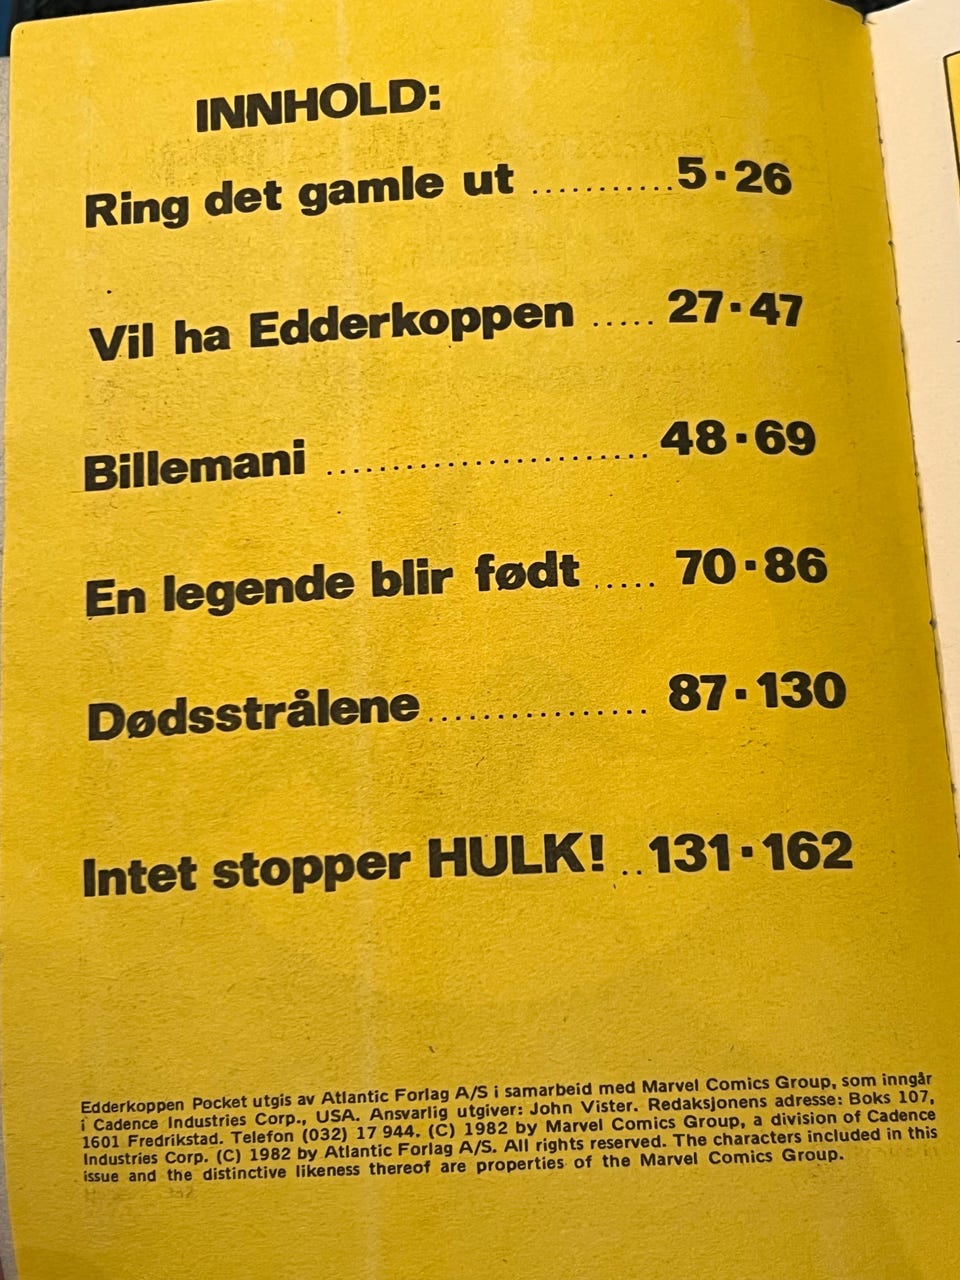 INNHOLD:
Ring det gamle ut ...........5·26
Vil ha Edderkoppen ..... 27·47
Billemani ........................48·69
En legende blir født ..... 70·86
Dødsstrålene ................ 87·130
Intet stopper HULK! ..131·162
Edderkoppen Pocket utgis av Atlantic Forlag A/S i samarbeid med Marvel Comics Group, som inngår
i Cadence Industries Corp., USA. Ansvarlig utgiver: John Vister. Redaksjonens adresse: Boks 107,
1601 Fredrikstad. Telefon (032) 17 944. (C) 1982 by Marvel Comics Group, a division of Cadence
Industries Corp. (C) 1982 by Atlantic Forlag A/S. All rights reserved. The characters included in this
issue and the distinctive likeness thereof are properties of the Marvel Comics Group.